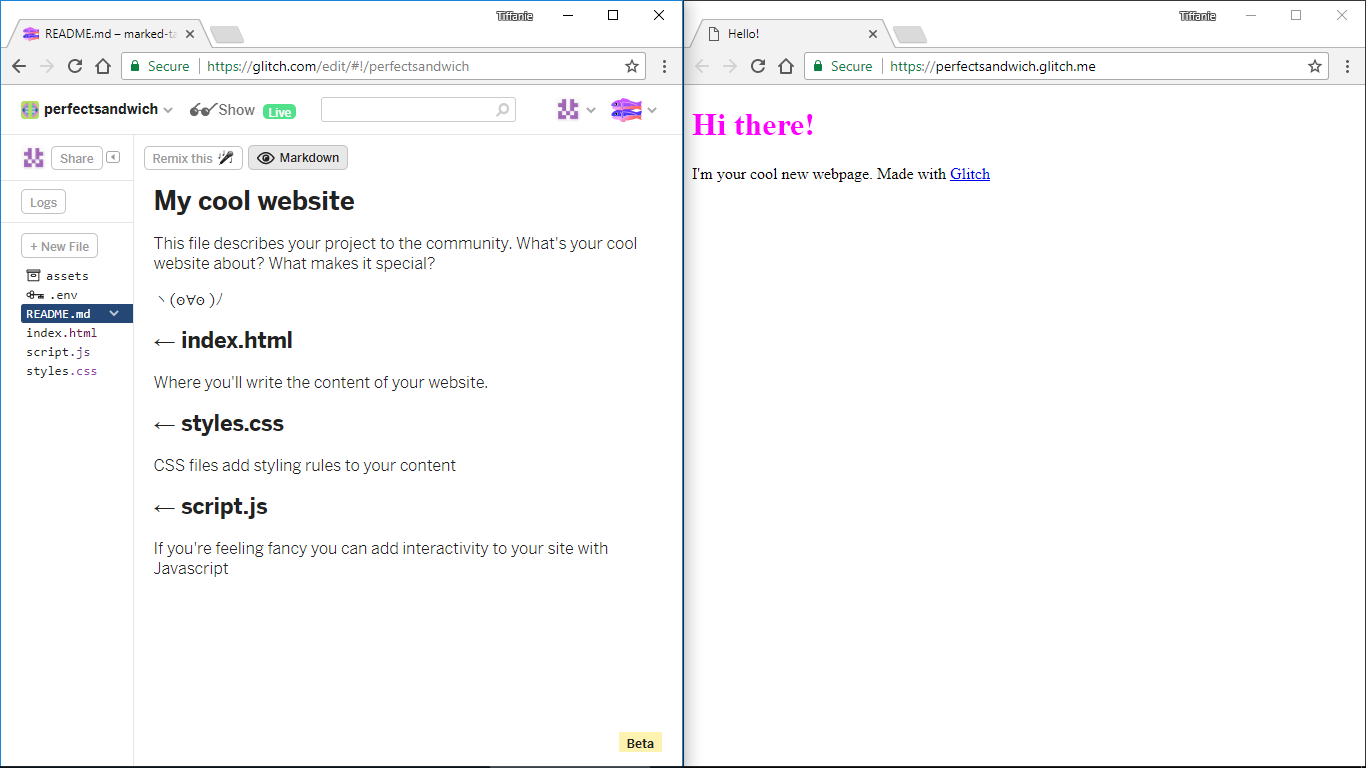 Tiffanie
README.md – marked-ta
Secure https://glitch.com/edit/#!/perfectsandwich
perfectsandwich Show Live
Share
Remix this Markdown
Logs
+ New File
assets
.env
README.md
index.html
script.js
styles.css
My cool website
This file describes your project to the community. What's your cool
website about? What makes it special?
ヽ(ʘ∀ʘ )/
← index.html
Where you'll write the content of your website.
← styles.css
CSS files add styling rules to your content
← script.js
If you're feeling fancy you can add interactivity to your site with
Javascript
Beta
Tiffanie
Hello!
Secure https://perfectsandwich.glitch.me
Hi there!
I'm your cool new webpage. Made with Glitch